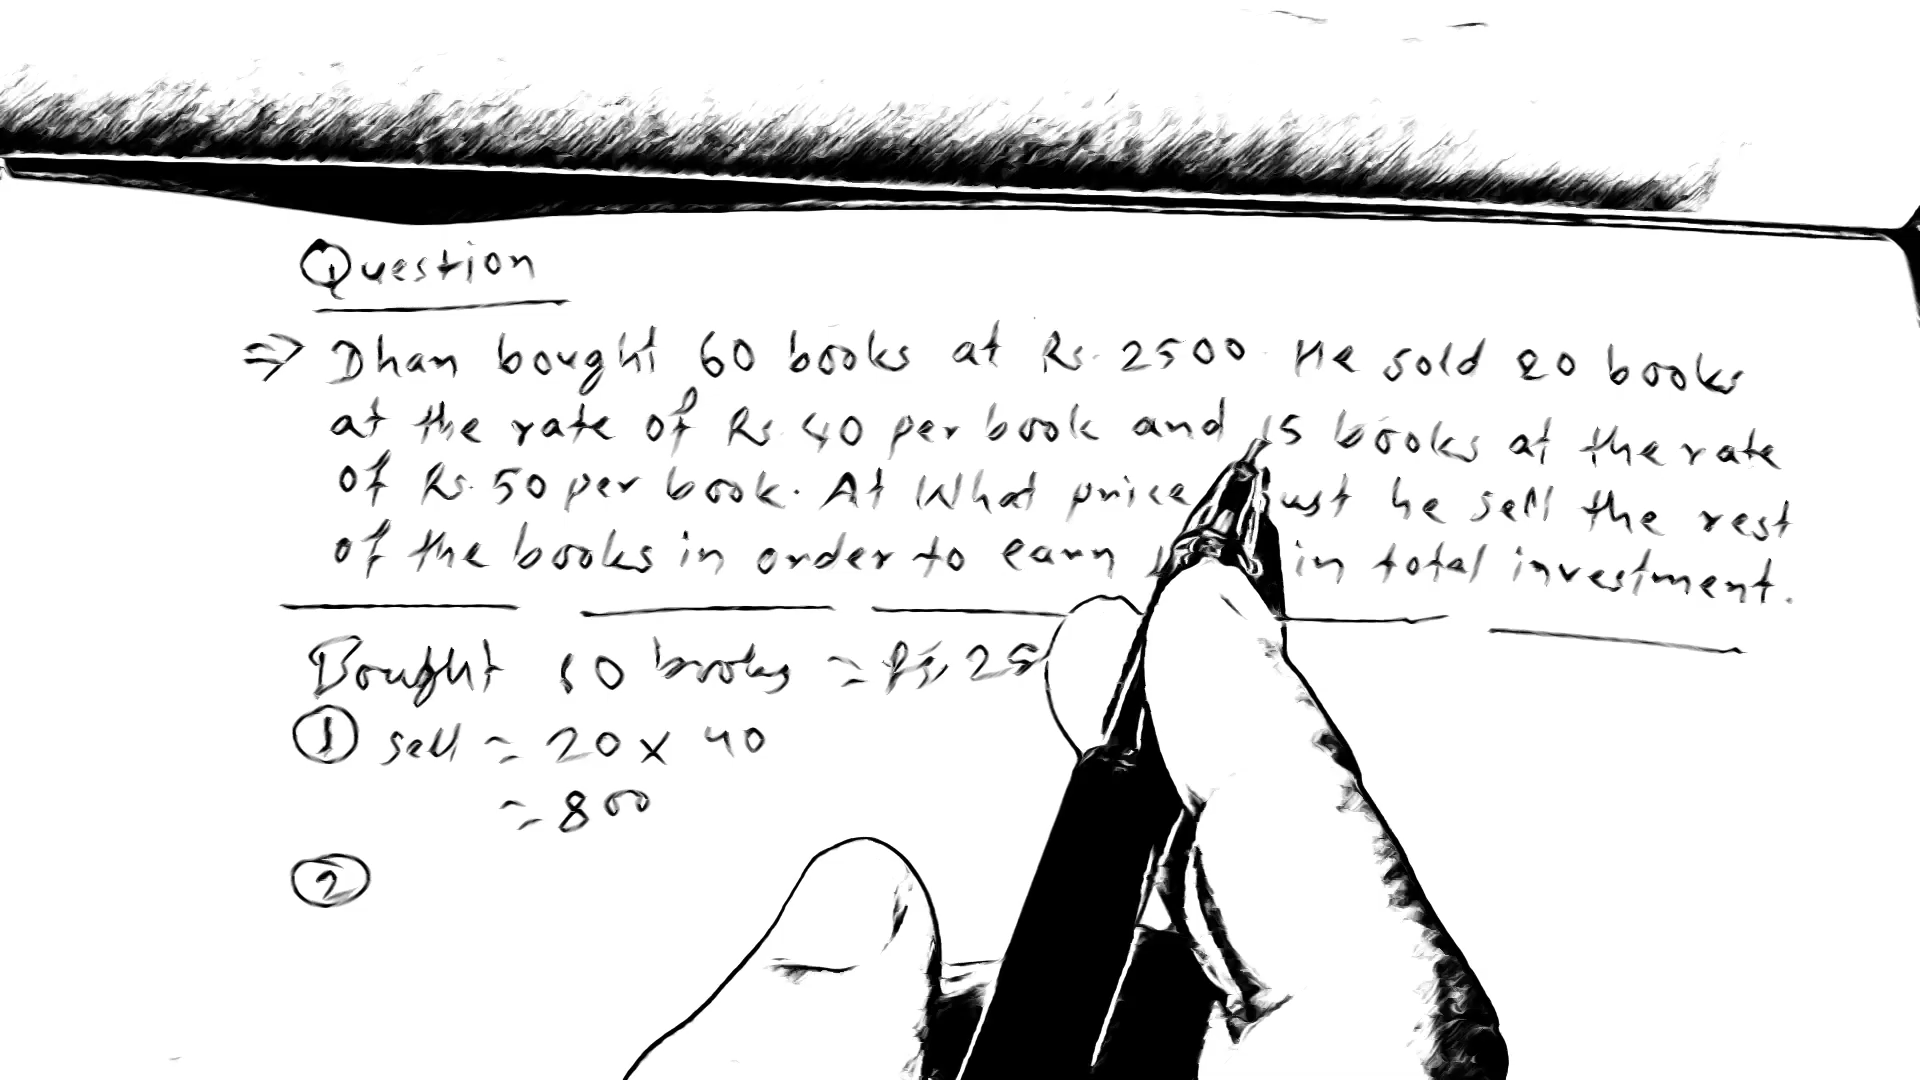 Question
⇒ Dhan bought 60 books at Rs. 2500. He sold 20 books
at the rate of Rs. 40 per book and 15 books at the rate
of Rs. 50 per book. At What price he sell the rest
of the books in order to earn in total investment.
Bought 60 books = Rs. 25
① sell = 20 x 40
= 800
②